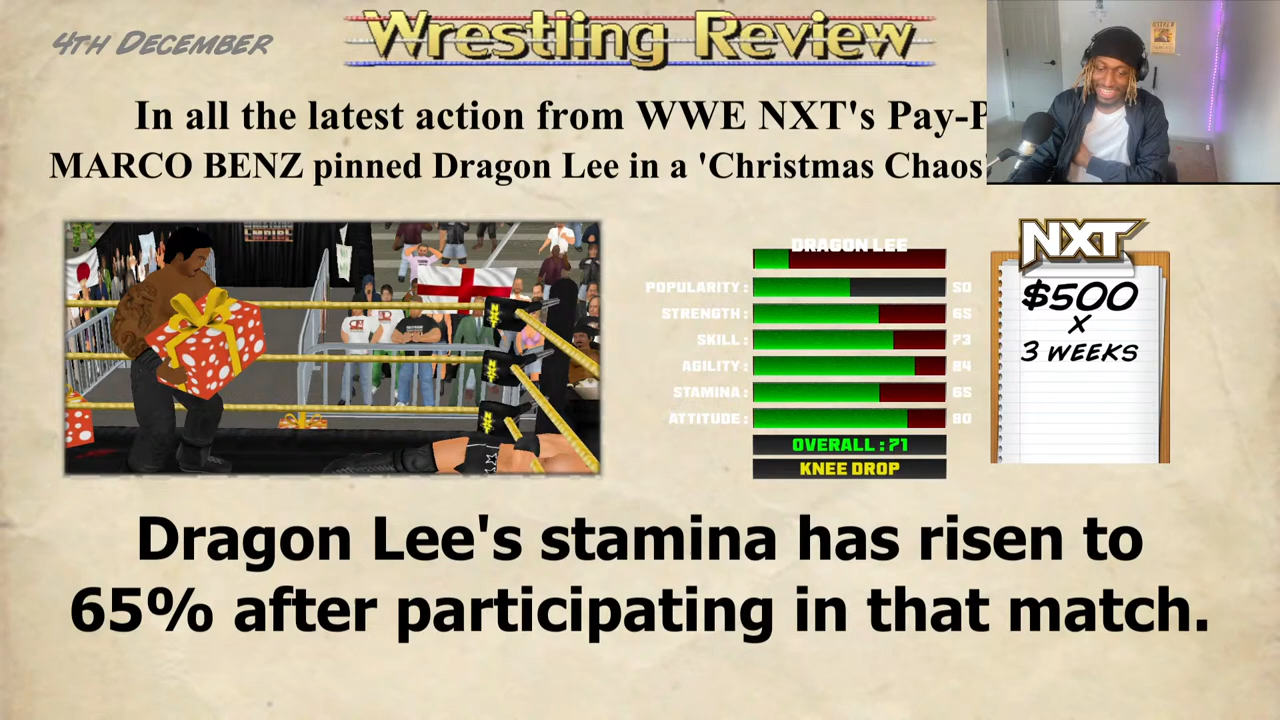 4TH DECEMBER
Wrestling Review
In all the latest action from WWE NXT's Pay-P
MARCO BENZ pinned Dragon Lee in a 'Christmas Chaos
EMPIRE
DRAGON LEE
POPULARITY : 50
STRENGTH : 65
SKILL : 73
AGILITY : 84
STAMINA : 65
ATTITUDE : 80
OVERALL : 71
KNEE DROP
NXT
$500
X
3 WEEKS
Dragon Lee's stamina has risen to
65% after participating in that match.